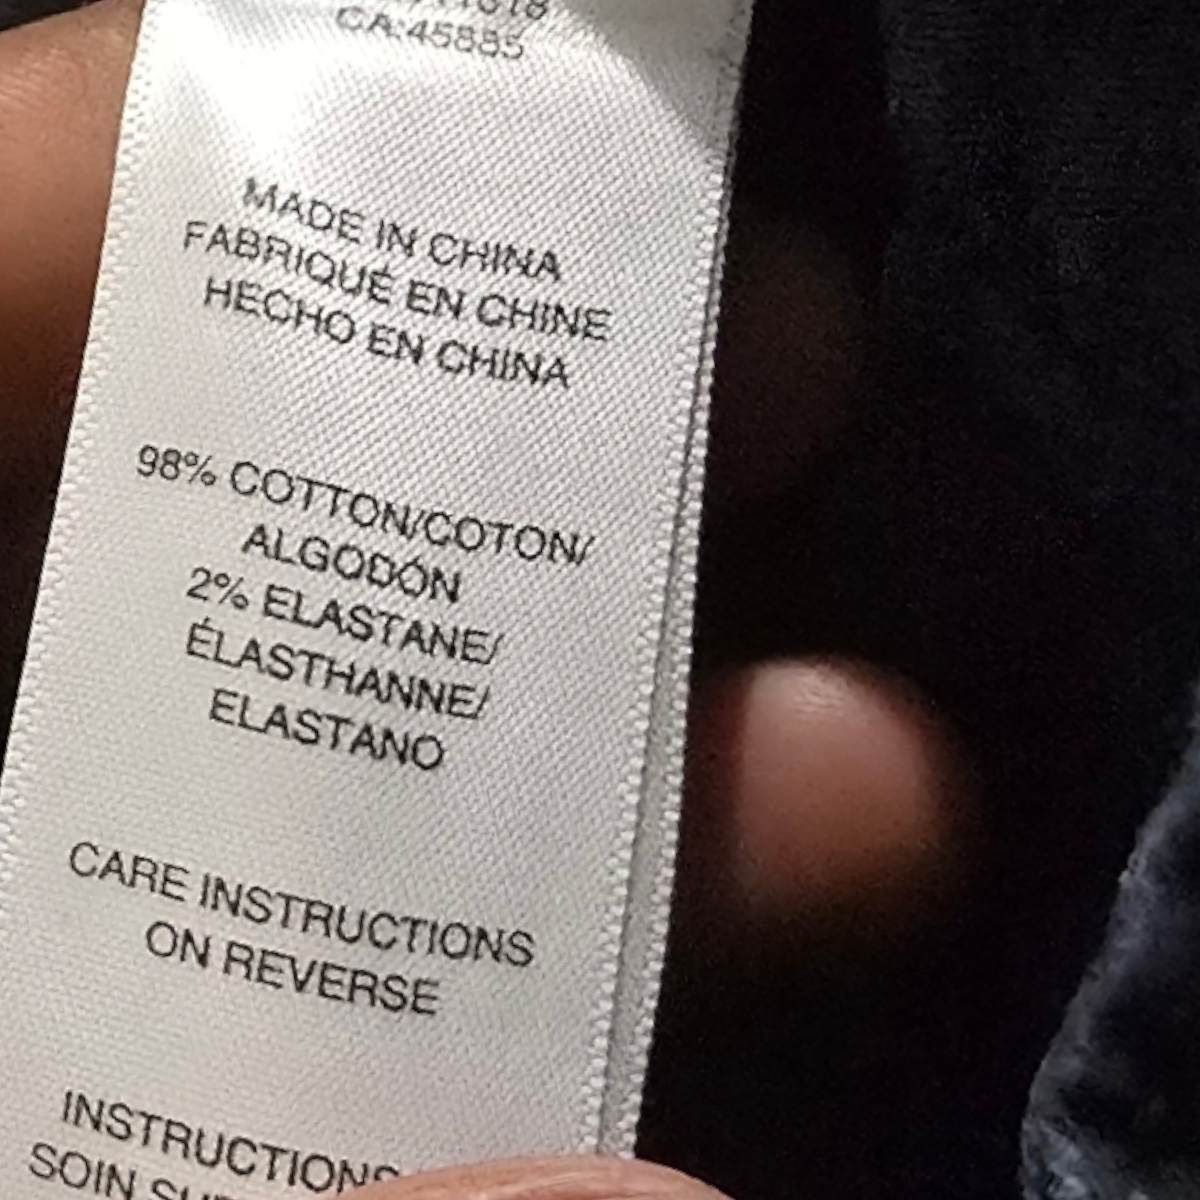 CA:45885
MADE IN CHINA
FABRIQUÉ EN CHINE
HECHO EN CHINA
98% COTTON/COTON/
ALGODÓN
2% ELASTANE/
ÉLASTHANNE/
ELASTANO
CARE INSTRUCTIONS
ON REVERSE
INSTRUCTIONS
SOIN